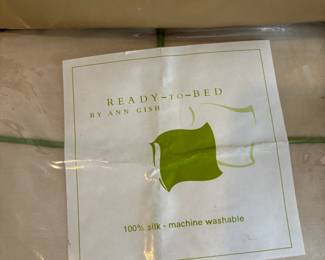 READY-TO-BED
BY ANN GISH
100% silk - machine washable